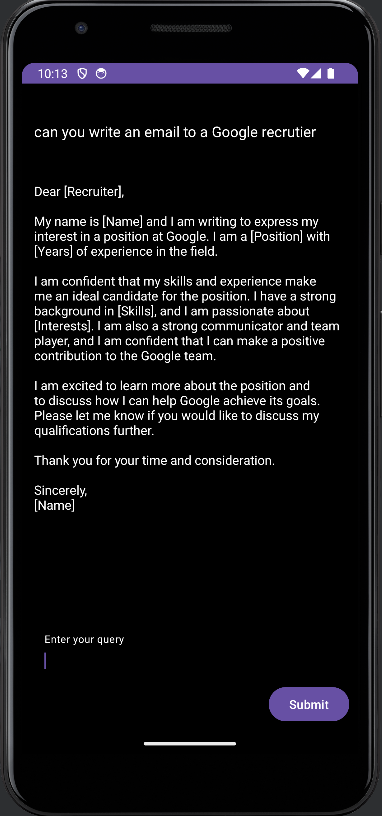 10:13
can you write an email to a Google recrutier
Dear [Recruiter],
My name is [Name] and I am writing to express my
interest in a position at Google. I am a [Position] with
[Years] of experience in the field.
I am confident that my skills and experience make
me an ideal candidate for the position. I have a strong
background in [Skills], and I am passionate about
[Interests]. I am also a strong communicator and team
player, and I am confident that I can make a positive
contribution to the Google team.
I am excited to learn more about the position and
to discuss how I can help Google achieve its goals.
Please let me know if you would like to discuss my
qualifications further.
Thank you for your time and consideration.
Sincerely,
[Name]
Enter your query
Submit